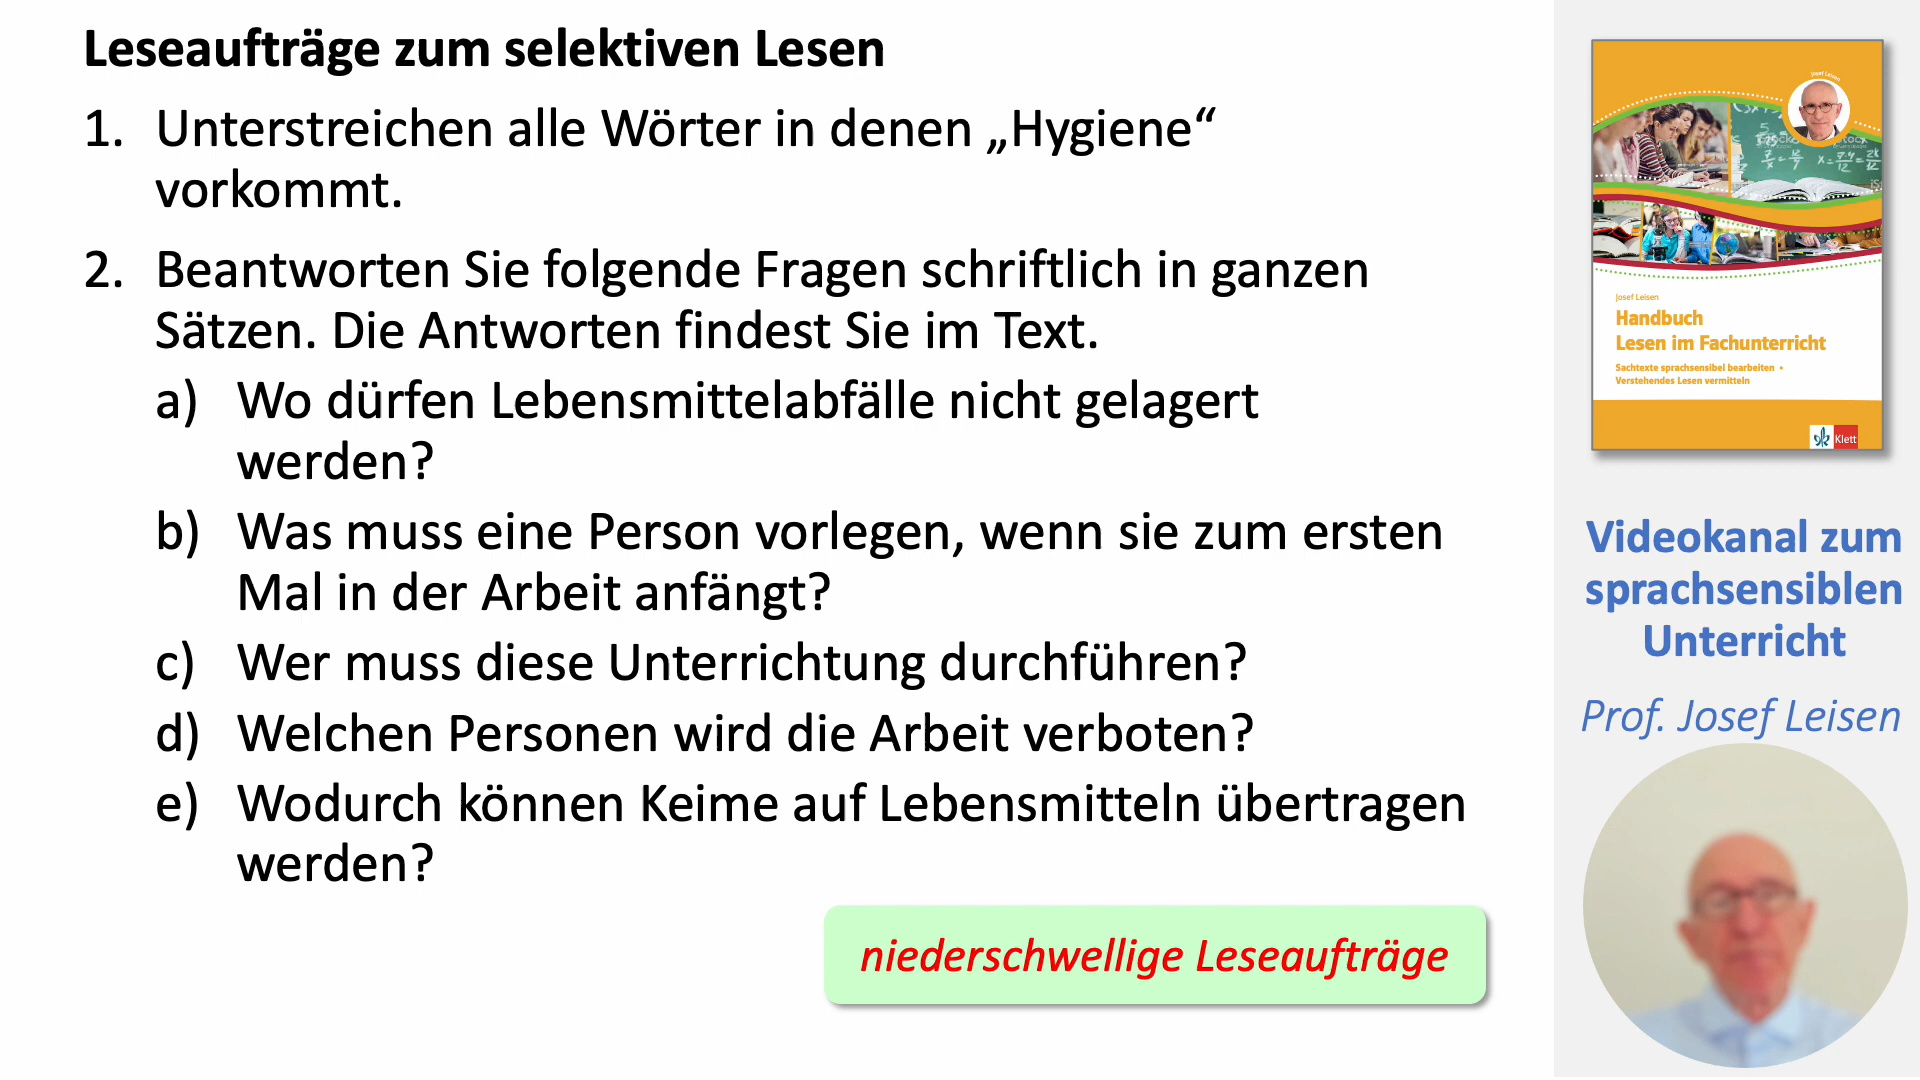 Leseaufträge zum selektiven Lesen
1. Unterstreichen alle Wörter in denen „Hygiene“
vorkommt.
2. Beantworten Sie folgende Fragen schriftlich in ganzen
Sätzen. Die Antworten findest Sie im Text.
a) Wo dürfen Lebensmittelabfälle nicht gelagert
werden?
b) Was muss eine Person vorlegen, wenn sie zum ersten
Mal in der Arbeit anfängt?
c) Wer muss diese Unterrichtung durchführen?
d) Welchen Personen wird die Arbeit verboten?
e) Wodurch können Keime auf Lebensmitteln übertragen
werden?
niederschwellige Leseaufträge
Josef Leisen
Josef Leisen
Handbuch
Lesen im Fachunterricht
Sachtexte sprachsensibel bearbeiten •
Verstehendes Lesen vermitteln
Klett
Videokanal zum
sprachsensiblen
Unterricht
Prof. Josef Leisen